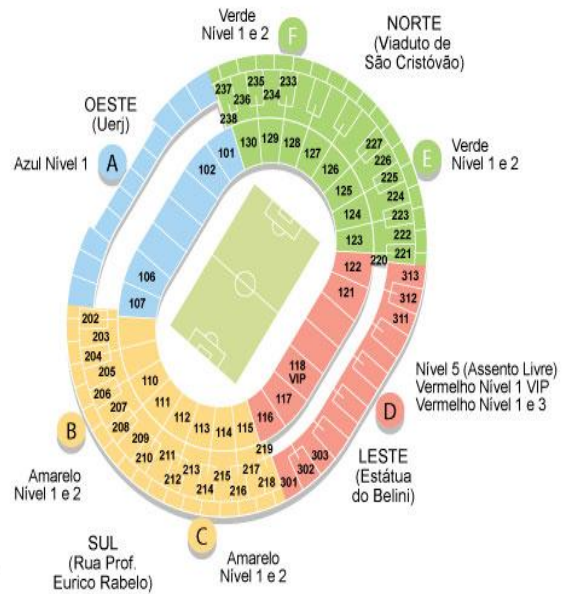 Verde
Nível 1 e 2
F
NORTE
(Viaduto de
São Cristóvão)
OESTE
(Uerj)
Azul Nível 1
A
E
Verde
Nível 1 e 2
237
236
235
234
233
238
227
226
225
224
223
222
221
220
130
129
128
127
126
125
124
123
101
102
106
107
122
121
118
VIP
117
116
313
312
311
303
302
301
202
203
204
205
206
207
208
209
210
211
212
213
214
215
216
217
218
219
110
111
112
113
114
115
Nível 5 (Assento Livre)
Vermelho Nível 1 VIP
Vermelho Nível 1 e 3
D
LESTE
(Estátua
do Belini)
B
Amarelo
Nível 1 e 2
C
Amarelo
Nível 1 e 2
SUL
(Rua Prof.
Eurico Rabelo)